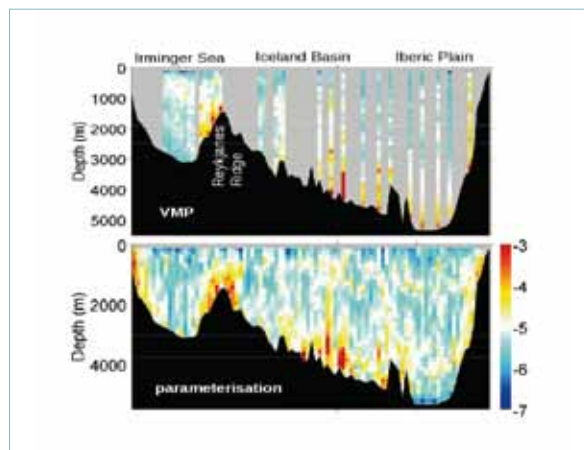 Irminger Sea Iceland Basin Iberic Plain
0
1000
2000
3000
4000
5000
Depth (m)
Reykjanes
Ridge
VMP
0
2000
4000
Depth (m)
parameterisation
-3
-4
-5
-6
-7